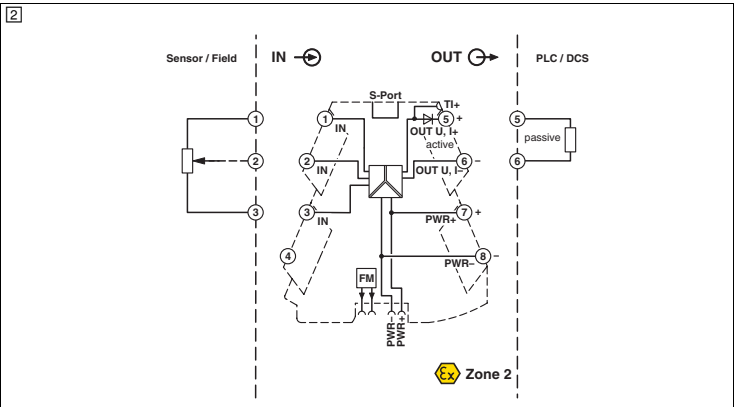 2
Sensor / Field
IN
OUT
PLC / DCS
S-Port
TI+
1
1
IN
5
+
OUT U, I+
active
5
passive
2
2
IN
6
–
OUT U, I–
6
3
3
IN
7
+
PWR+
4
8
–
PWR–
FM
PWR–
PWR+
Ex
Zone 2